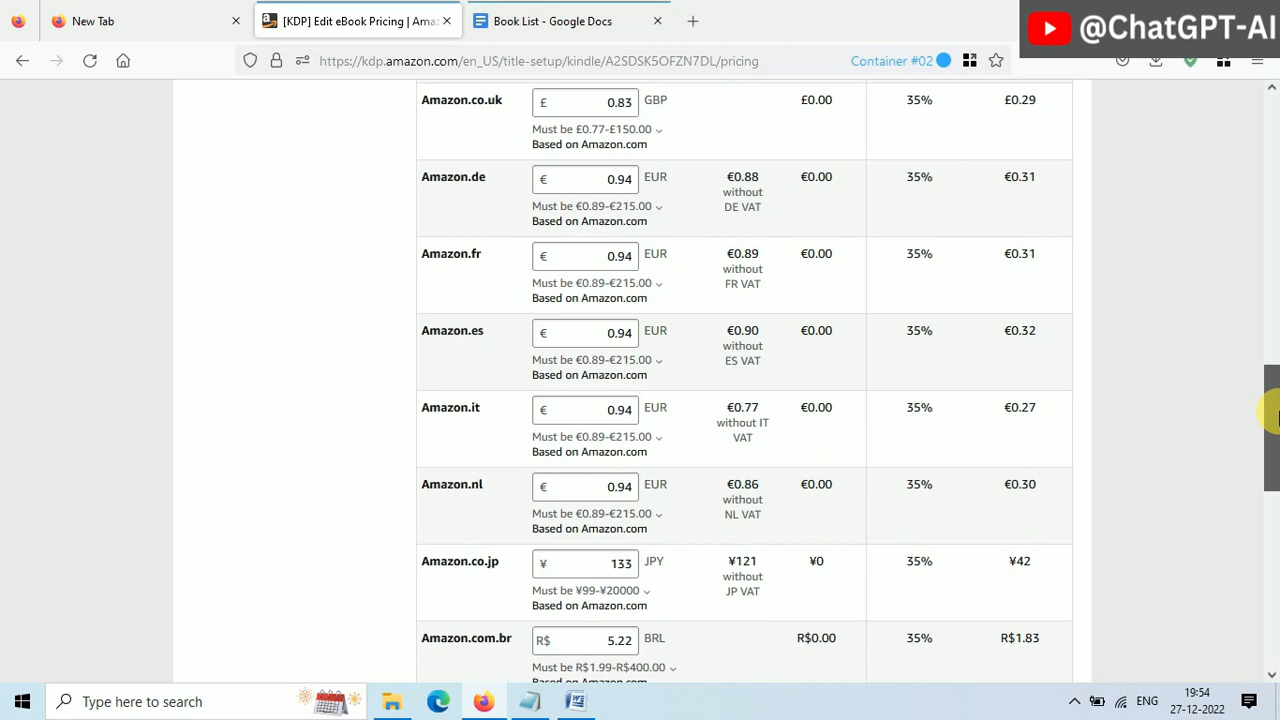 New Tab
[KDP] Edit eBook Pricing | Amaz
Book List - Google Docs
@ChatGPT-AI
https://kdp.amazon.com/en_US/title-setup/kindle/A2SDSK5OFZN7DL/pricing
Container #02
Amazon.co.uk £ 0.83 GBP £0.00 35% £0.29
Must be £0.77-£150.00
Based on Amazon.com
Amazon.de € 0.94 EUR €0.88 €0.00 35% €0.31
without
Must be €0.89-€215.00 DE VAT
Based on Amazon.com
Amazon.fr € 0.94 EUR €0.89 €0.00 35% €0.31
without
Must be €0.89-€215.00 FR VAT
Based on Amazon.com
Amazon.es € 0.94 EUR €0.90 €0.00 35% €0.32
without
Must be €0.89-€215.00 ES VAT
Based on Amazon.com
Amazon.it € 0.94 EUR €0.77 €0.00 35% €0.27
without IT
Must be €0.89-€215.00 VAT
Based on Amazon.com
Amazon.nl € 0.94 EUR €0.86 €0.00 35% €0.30
without
Must be €0.89-€215.00 NL VAT
Based on Amazon.com
Amazon.co.jp ¥ 133 JPY ¥121 ¥0 35% ¥42
without
Must be ¥99-¥20000 JP VAT
Based on Amazon.com
Amazon.com.br R$ 5.22 BRL R$0.00 35% R$1.83
Must be R$1.99-R$400.00
Based on Amazon.com
Type here to search
ENG
19:54
27-12-2022